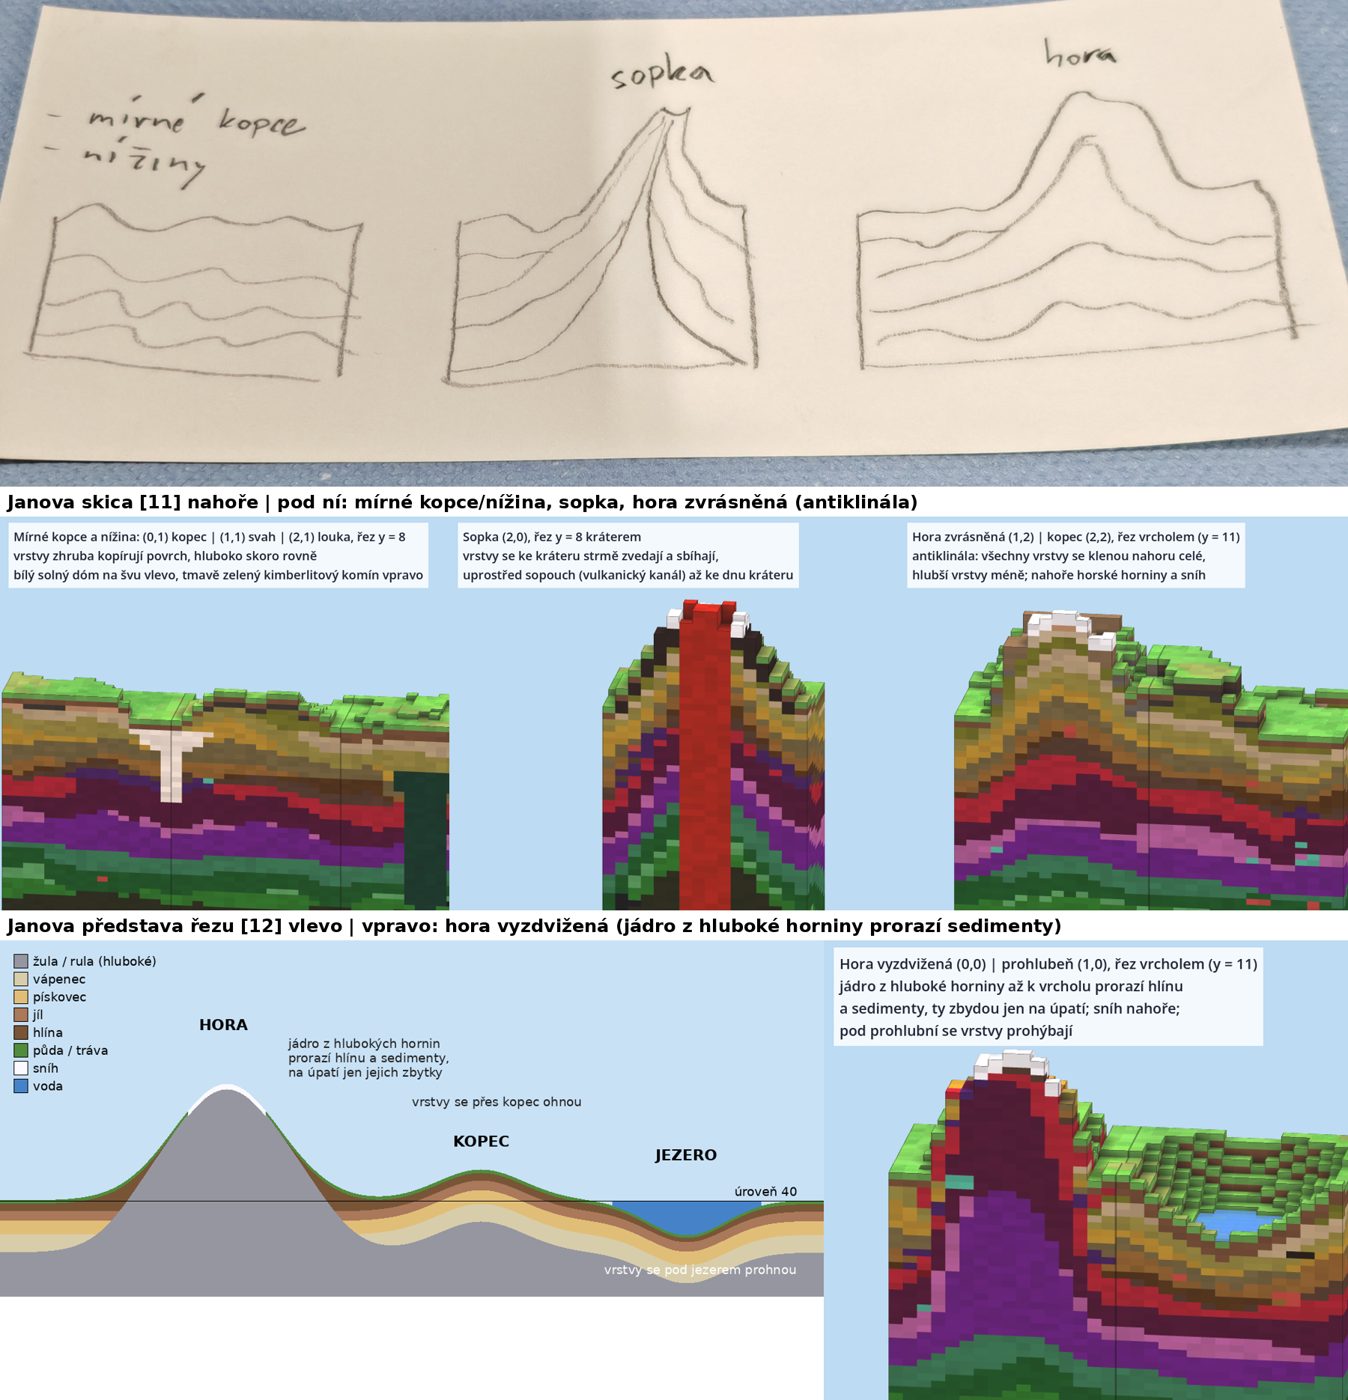 sopka
hora
- mírné kopce
- nížiny
Janova skica [11] nahoře | pod ní: mírné kopce/nížina, sopka, hora zvrásněná (antiklinála)
Mírné kopce a nížina: (0,1) kopec | (1,1) svah | (2,1) louka, řez y = 8
vrstvy zhruba kopírují povrch, hluboko skoro rovně
bílý solný dóm na švu vlevo, tmavě zelený kimberlitový komín vpravo
Sopka (2,0), řez y = 8 kráterem
vrstvy se ke kráteru strmě zvedají a sbíhají,
uprostřed sopouch (vulkanický kanál) až ke dnu kráteru
Hora zvrásněná (1,2) | kopec (2,2), řez vrcholem (y = 11)
antiklinála: všechny vrstvy se klenou nahoru celé,
hlubší vrstvy méně; nahoře horské horniny a sníh
Janova představa řezu [12] vlevo | vpravo: hora vyzdvižená (jádro z hluboké horniny prorazí sedimenty)
žula / rula (hluboké)
vápenec
pískovec
jíl
hlína
půda / tráva
sníh
voda
HORA
jádro z hlubokých hornin
prorazí hlínu a sedimenty,
na úpatí jen jejich zbytky
vrstvy se přes kopec ohnou
KOPEC
JEZERO
úroveň 40
vrstvy se pod jezerem prohnou
Hora vyzdvižená (0,0) | prohlubeň (1,0), řez vrcholem (y = 11)
jádro z hluboké horniny až k vrcholu prorazí hlínu
a sedimenty, ty zbydou jen na úpatí; sníh nahoře;
pod prohlubní se vrstvy prohýbají